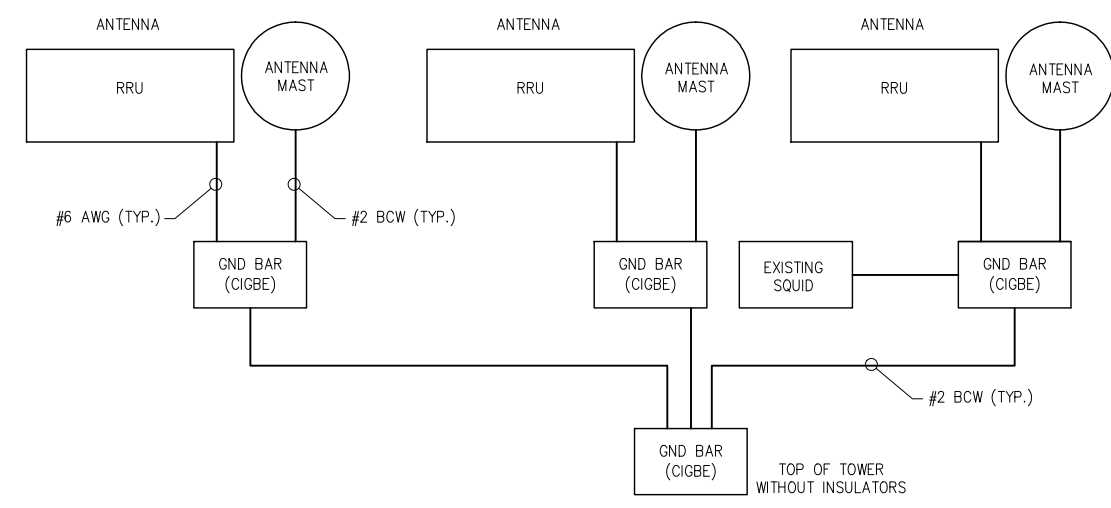 ANTENNA
ANTENNA
ANTENNA
RRU
ANTENNA
MAST
RRU
ANTENNA
MAST
RRU
ANTENNA
MAST
#6 AWG (TYP.)
#2 BCW (TYP.)
GND BAR
(CIGBE)
GND BAR
(CIGBE)
EXISTING
SQUID
GND BAR
(CIGBE)
#2 BCW (TYP.)
GND BAR
(CIGBE)
TOP OF TOWER
WITHOUT INSULATORS